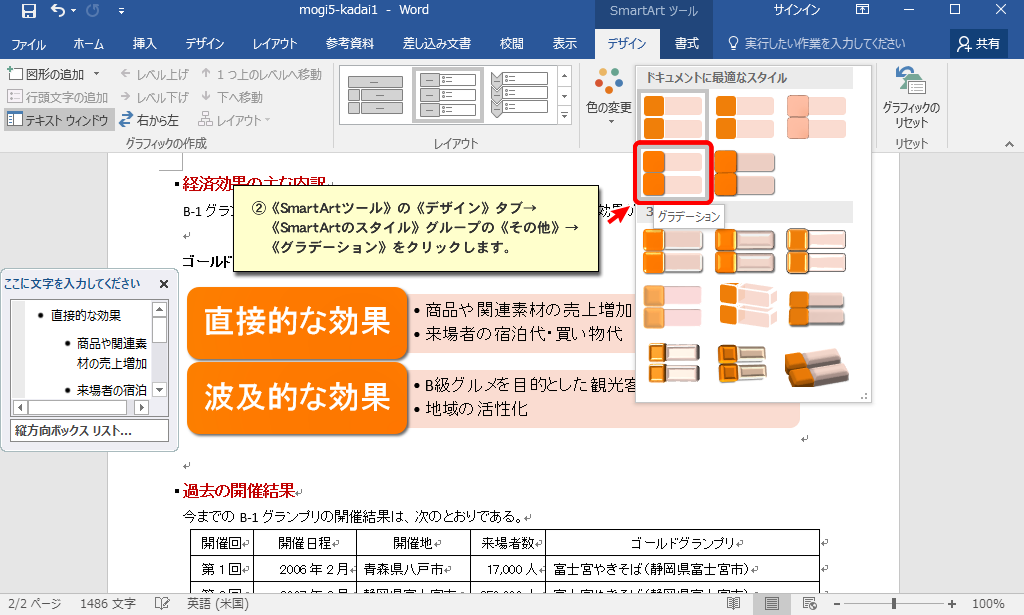 mogi5-kadai1 - Word
SmartArt ツール
サインイン
ファイル
ホーム
挿入
デザイン
レイアウト
参考資料
差し込み文書
校閲
表示
デザイン
書式
実行したい作業を入力してください
共有
図形の追加
レベル上げ
1 つ上のレベルへ移動
行頭文字の追加
レベル下げ
下へ移動
テキスト ウィンドウ
右から左
レイアウト
グラフィックの作成
レイアウト
色の変更
ドキュメントに最適なスタイル
グラフィックの
リセット
リセット
グラデーション
経済効果の主な内訳
B-1 グラ
②《SmartArtツール》の《デザイン》タブ→
《SmartArtのスタイル》グループの《その他》→
《グラデーション》をクリックします。
ゴールド
ここに文字を入力してください
• 直接的な効果
• 商品や関連素
材の売上増加
• 来場者の宿泊
縦方向ボックス リスト...
直接的な効果
• 商品や関連素材の売上増加
• 来場者の宿泊代・買い物代
波及的な効果
• B級グルメを目的とした観光客
• 地域の活性化
過去の開催結果
今までの B-1 グランプリの開催結果は、次のとおりである。
開催回 開催日程 開催地 来場者数 ゴールドグランプリ
第 1 回 2006 年 2 月 青森県八戸市 17,000 人 富士宮やきそば（静岡県富士宮市）
2/2 ページ
1486 文字
英語 (米国)
100%